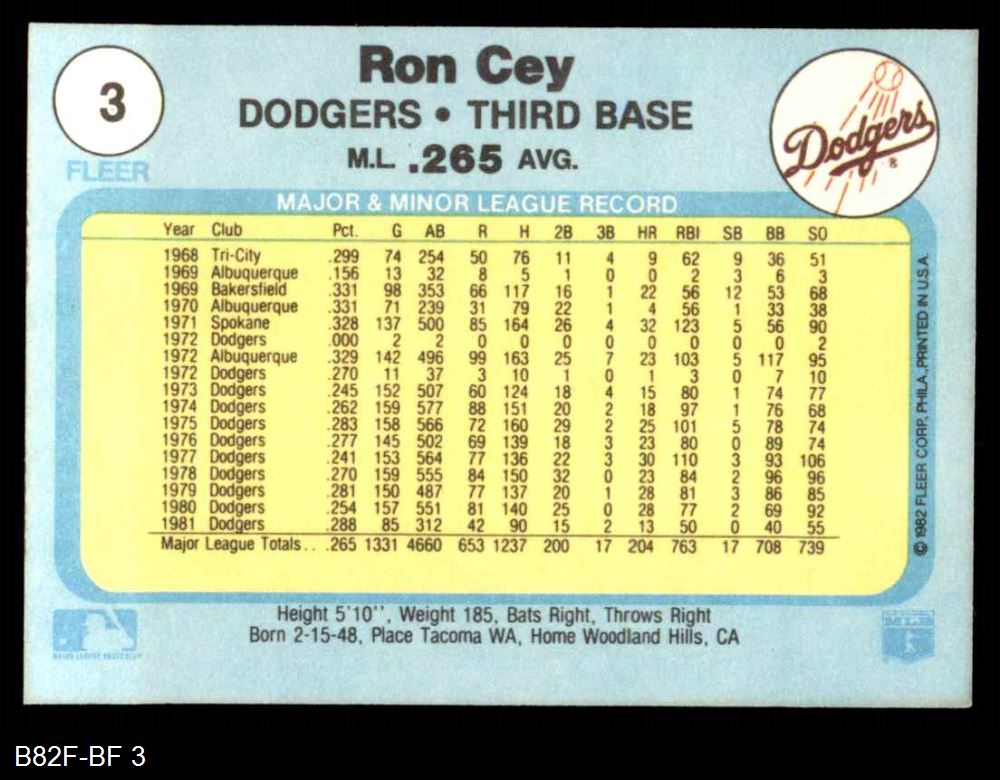 3
Ron Cey
DODGERS • THIRD BASE
M.L. .265 AVG.
Dodgers
®
FLEER
MAJOR & MINOR LEAGUE RECORD
Year Club Pct. G AB R H 2B 3B HR RBI SB BB SO
1968 Tri-City .299 74 254 50 76 11 4 9 62 9 36 51
1969 Albuquerque .156 13 32 8 5 1 0 0 2 3 6 3
1969 Bakersfield .331 98 353 66 117 16 1 22 56 12 53 68
1970 Albuquerque .331 71 239 31 79 22 1 4 56 1 33 38
1971 Spokane .328 137 500 85 164 26 4 32 123 5 56 90
1972 Dodgers .000 2 2 0 0 0 0 0 0 0 0 2
1972 Albuquerque .329 142 496 99 163 25 7 23 103 5 117 95
1972 Dodgers .270 11 37 3 10 1 0 1 3 0 7 10
1973 Dodgers .245 152 507 60 124 18 4 15 80 1 74 77
1974 Dodgers .262 159 577 88 151 20 2 18 97 1 76 68
1975 Dodgers .283 158 566 72 160 29 2 25 101 5 78 74
1976 Dodgers .277 145 502 69 139 18 3 23 80 0 89 74
1977 Dodgers .241 153 564 77 136 22 3 30 110 3 93 106
1978 Dodgers .270 159 555 84 150 32 0 23 84 2 96 96
1979 Dodgers .281 150 487 77 137 20 1 28 81 3 86 85
1980 Dodgers .254 157 551 81 140 25 0 28 77 2 69 92
1981 Dodgers .288 85 312 42 90 15 2 13 50 0 40 55
Major League Totals... .265 1331 4660 653 1237 200 17 204 763 17 708 739
© 1982 FLEER CORP., PHILA., PRINTED IN U.S.A.
Height 5'10'', Weight 185, Bats Right, Throws Right
Born 2-15-48, Place Tacoma WA, Home Woodland Hills, CA
B82F-BF 3